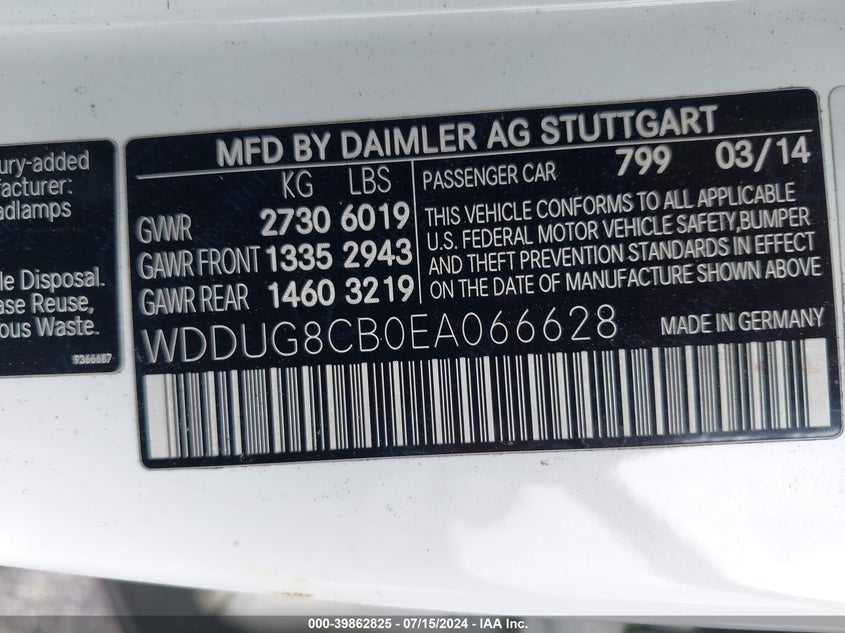 ury-added
facturer:
adlamps
le Disposal.
ase Reuse,
ous Waste.
9366687
MFD BY DAIMLER AG STUTTGART
KG LBS
GVWR 2730 6019
GAWR FRONT 1335 2943
GAWR REAR 1460 3219
PASSENGER CAR 799 03/14
THIS VEHICLE CONFORMS TO ALL APPLICABLE
U.S. FEDERAL MOTOR VEHICLE SAFETY,BUMPER
AND THEFT PREVENTION STANDARDS IN EFFECT
ON THE DATE OF MANUFACTURE SHOWN ABOVE
WDDUG8CB0EA066628 MADE IN GERMANY
000-39862825 - 07/15/2024 - IAA Inc.